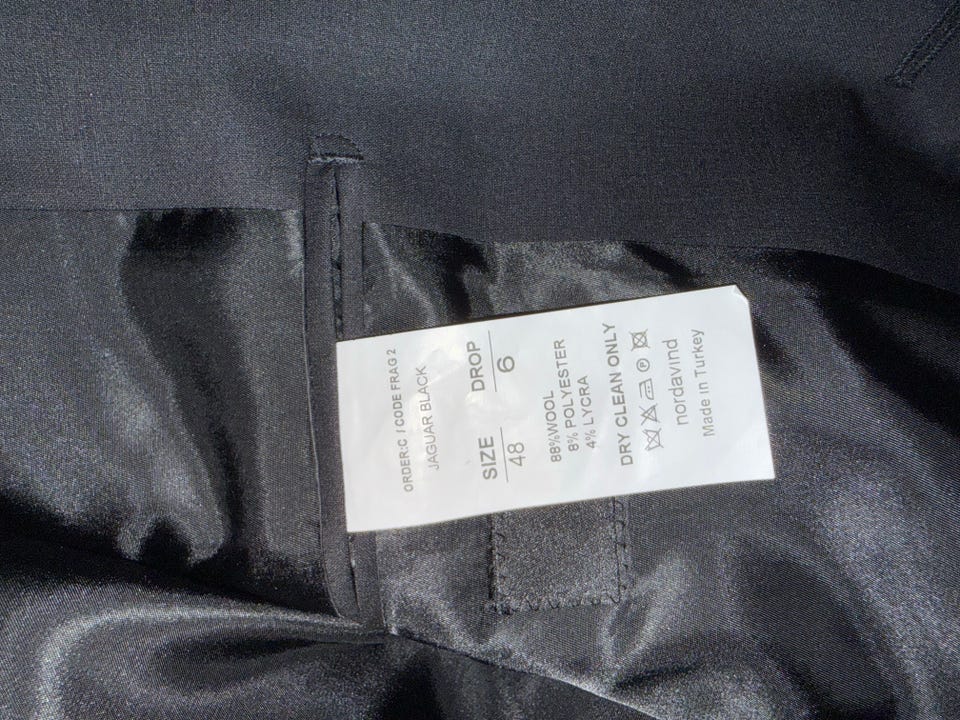 ORDER:C / CODE FRAG 2
JAGUAR BLACK
SIZE DROP
48 6
88%WOOL
8% POLYESTER
4% LYCRA
DRY CLEAN ONLY
P
nordavind
Made in Turkey